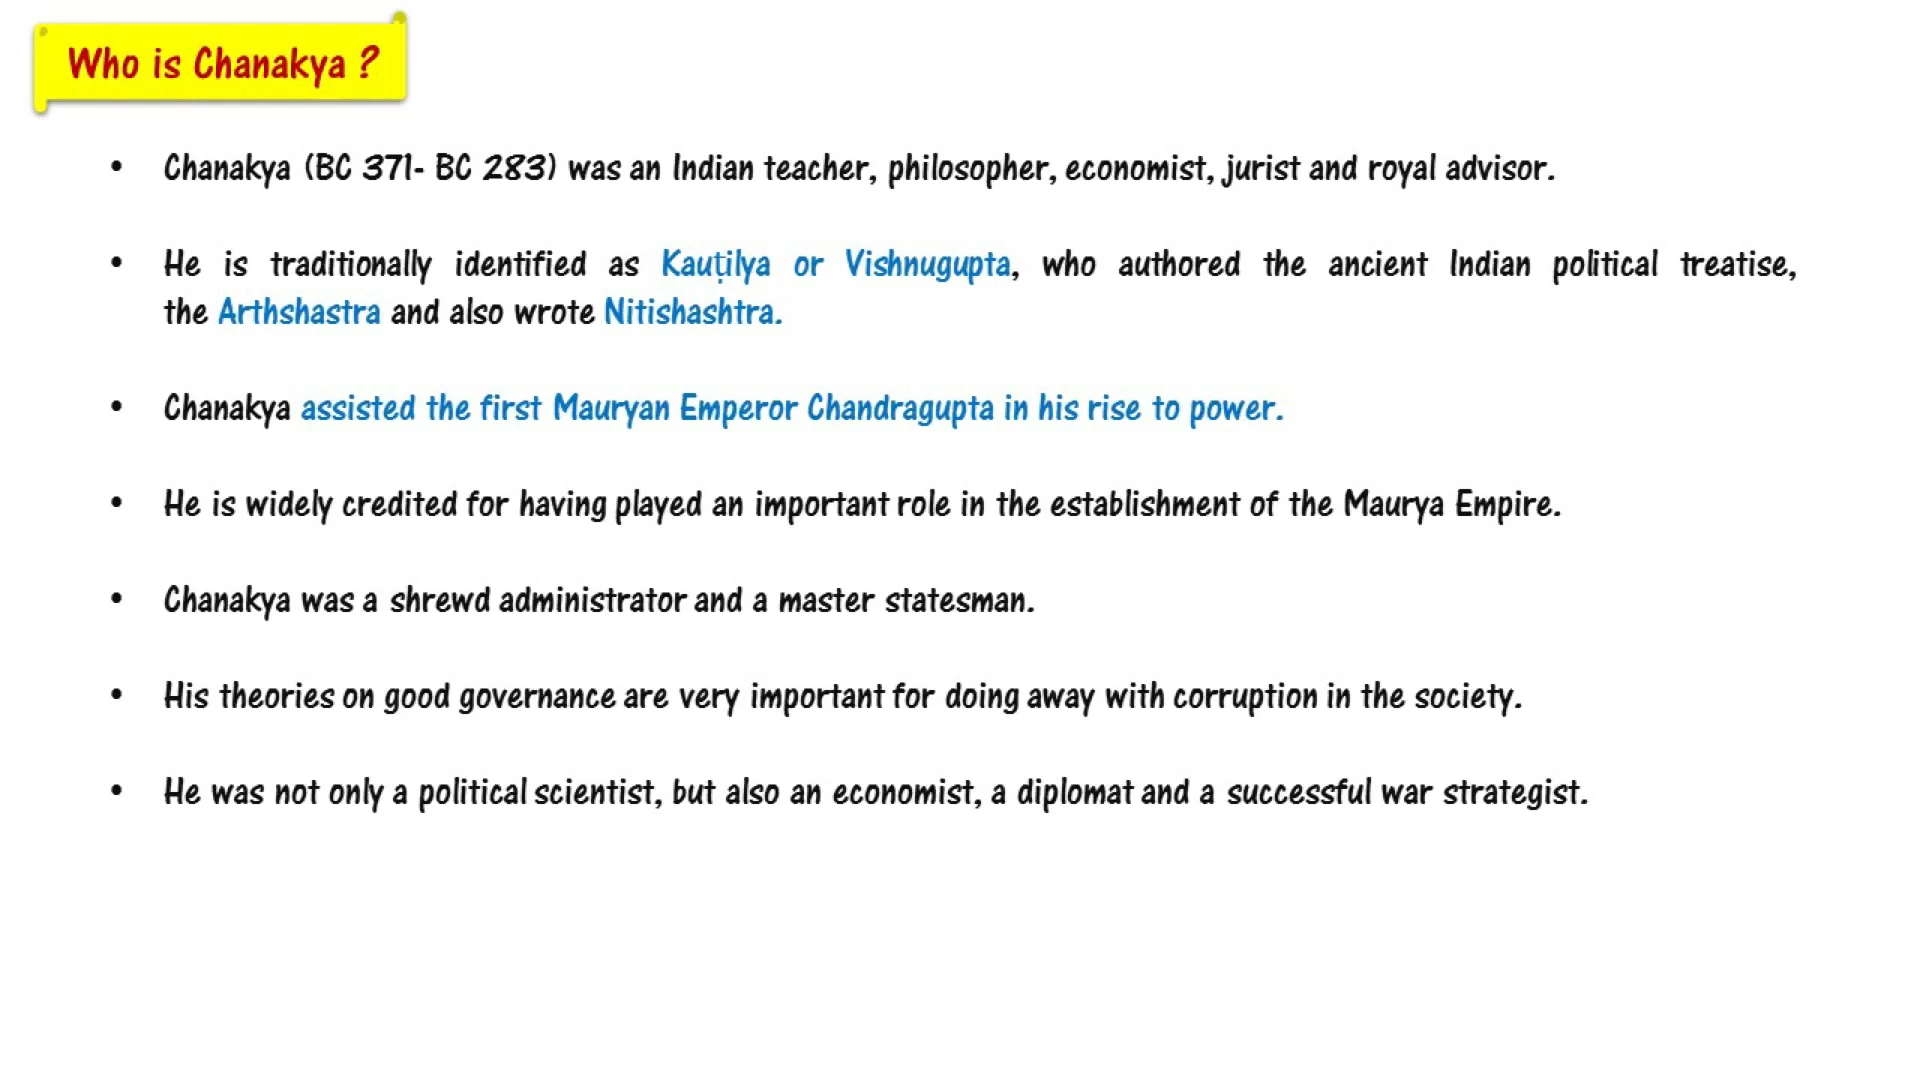 Who is Chanakya ?
• Chanakya (BC 371- BC 283) was an Indian teacher, philosopher, economist, jurist and royal advisor.
• He is traditionally identified as Kauṭilya or Vishnugupta, who authored the ancient Indian political treatise,
the Arthshastra and also wrote Nitishashtra.
• Chanakya assisted the first Mauryan Emperor Chandragupta in his rise to power.
• He is widely credited for having played an important role in the establishment of the Maurya Empire.
• Chanakya was a shrewd administrator and a master statesman.
• His theories on good governance are very important for doing away with corruption in the society.
• He was not only a political scientist, but also an economist, a diplomat and a successful war strategist.